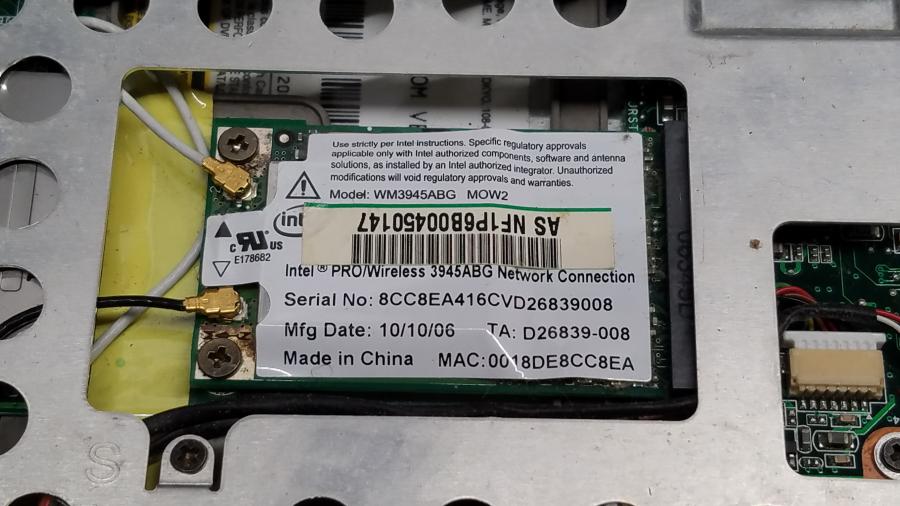 Use strictly per Intel instructions. Specific regulatory approvals
applicable only with Intel authorized components, software and antenna
solutions, as installed by an Intel authorized integrator. Unauthorized
modifications will void regulatory approvals and warranties.
Model: WM3945ABG MOW2
intel
AS NF1P6B00450147
C UL US
E178682
Intel® PRO/Wireless 3945ABG Network Connection
Serial No: 8CC8EA416CVD26839008
Mfg Date: 10/10/06 TA: D26839-008
Made in China MAC:0018DE8CC8EA
S